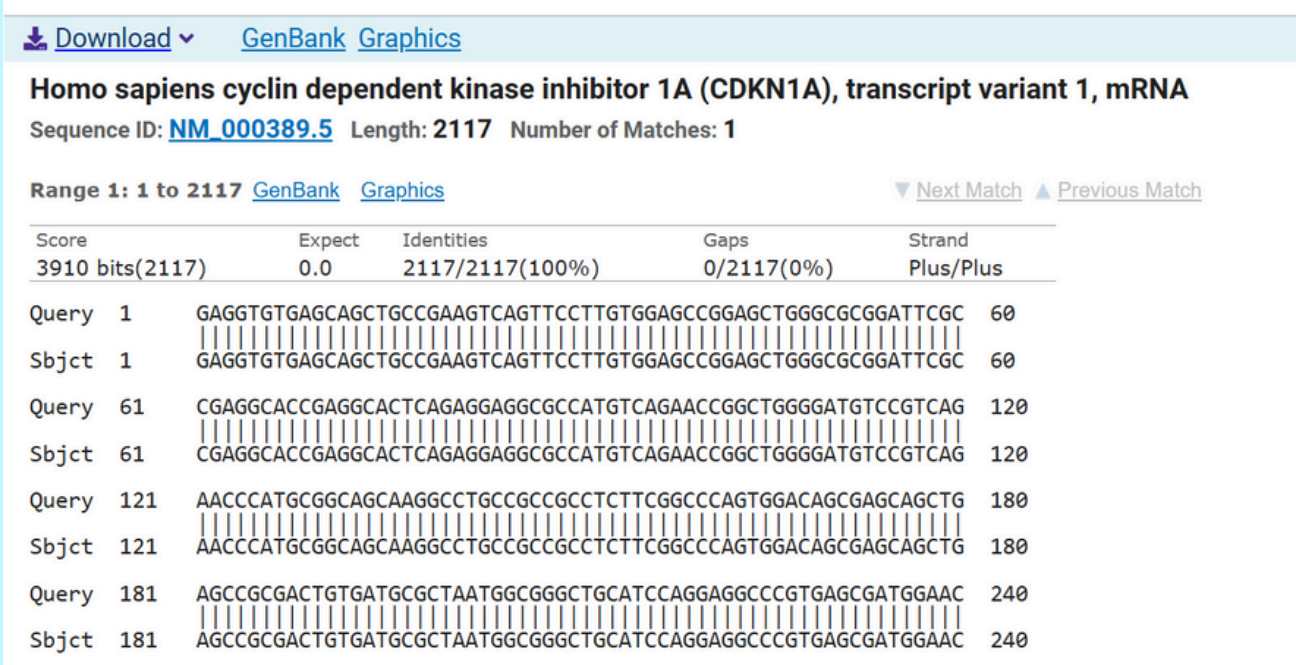 Download GenBank Graphics
Homo sapiens cyclin dependent kinase inhibitor 1A (CDKN1A), transcript variant 1, mRNA
Sequence ID: NM_000389.5 Length: 2117 Number of Matches: 1
Range 1: 1 to 2117 GenBank Graphics Next Match Previous Match
Score Expect Identities Gaps Strand
3910 bits(2117) 0.0 2117/2117(100%) 0/2117(0%) Plus/Plus
Query 1 GAGGTGTGAGCAGCTGCCGAAGTCAGTTCCTTGTGGAGCCGGAGCTGGGCGCGGATTCGC 60
Sbjct 1 GAGGTGTGAGCAGCTGCCGAAGTCAGTTCCTTGTGGAGCCGGAGCTGGGCGCGGATTCGC 60
Query 61 CGAGGCACCGAGGCACTCAGAGGAGGCGCCATGTCAGAACCGGCTGGGGATGTCCGTCAG 120
Sbjct 61 CGAGGCACCGAGGCACTCAGAGGAGGCGCCATGTCAGAACCGGCTGGGGATGTCCGTCAG 120
Query 121 AACCCATGCGGCAGCAAGGCCTGCCGCCGCCTCTTCGGCCCAGTGGACAGCGAGCAGCTG 180
Sbjct 121 AACCCATGCGGCAGCAAGGCCTGCCGCCGCCTCTTCGGCCCAGTGGACAGCGAGCAGCTG 180
Query 181 AGCCGCGACTGTGATGCGCTAATGGCGGGCTGCATCCAGGAGGCCCGTGAGCGATGGAAC 240
Sbjct 181 AGCCGCGACTGTGATGCGCTAATGGCGGGCTGCATCCAGGAGGCCCGTGAGCGATGGAAC 240